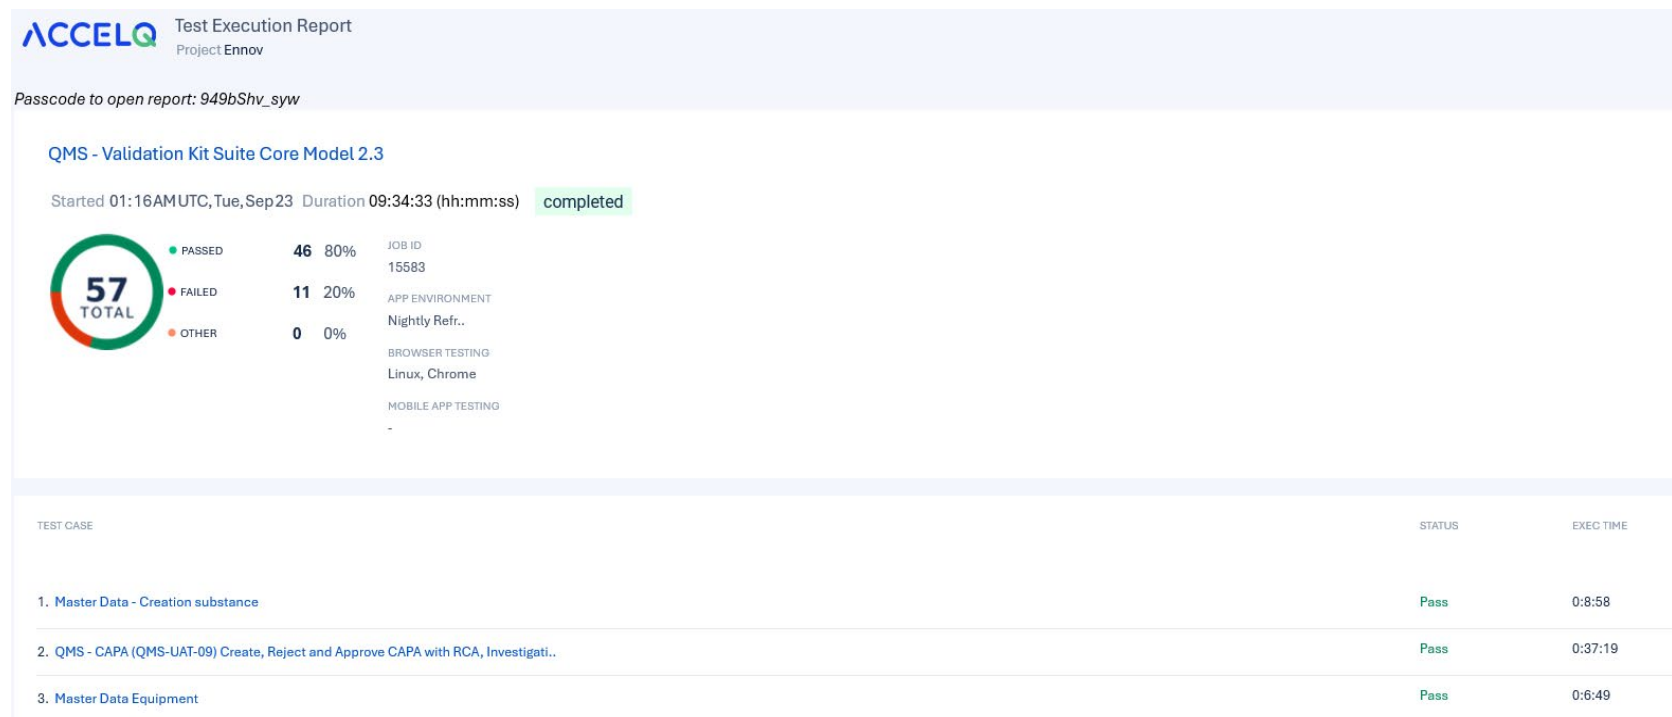 ACCELQ Test Execution Report
Project Ennov
Passcode to open report: 949bShv_syw
QMS - Validation Kit Suite Core Model 2.3
Started 01:16AM UTC, Tue, Sep 23 Duration 09:34:33 (hh:mm:ss) completed
57
TOTAL
PASSED 46 80%
FAILED 11 20%
OTHER 0 0%
JOB ID
15583
APP ENVIRONMENT
Nightly Refr..
BROWSER TESTING
Linux, Chrome
MOBILE APP TESTING
-
TEST CASE STATUS EXEC TIME
1. Master Data - Creation substance Pass 0:8:58
2. QMS - CAPA (QMS-UAT-09) Create, Reject and Approve CAPA with RCA, Investigati.. Pass 0:37:19
3. Master Data Equipment Pass 0:6:49